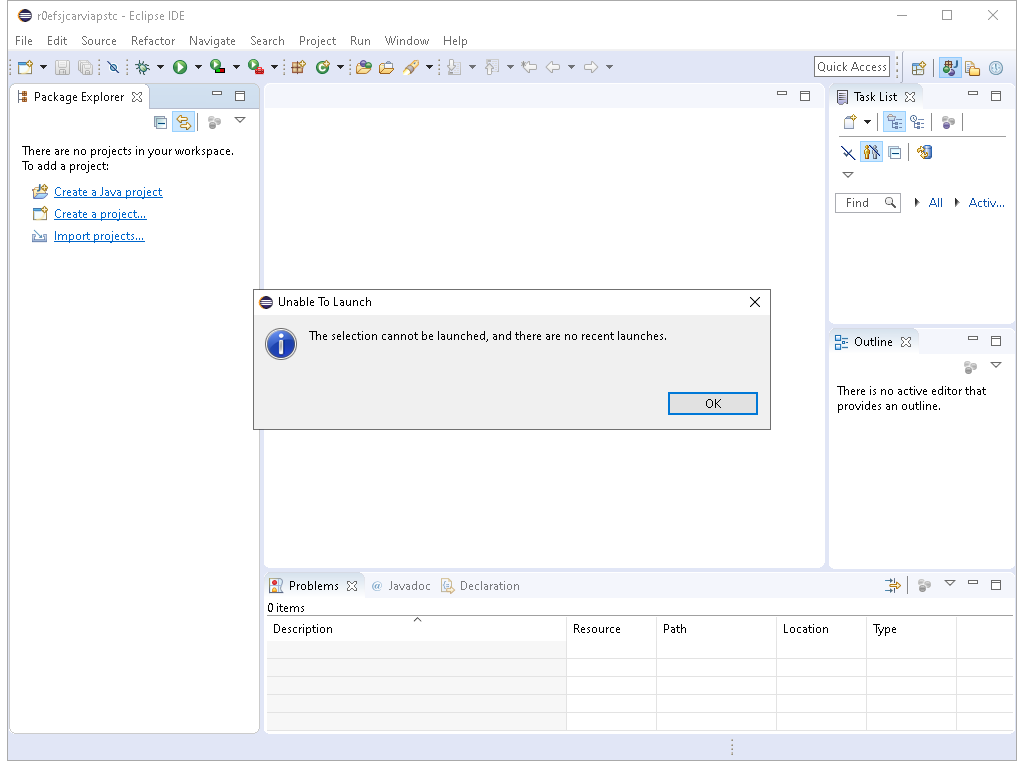 r0efsjcarviapstc - Eclipse IDE
File Edit Source Refactor Navigate Search Project Run Window Help
Quick Access
Package Explorer
There are no projects in your workspace.
To add a project:
Create a Java project
Create a project...
Import projects...
Task List
Find All Activ...
Unable To Launch
The selection cannot be launched, and there are no recent launches.
OK
Outline
There is no active editor that
provides an outline.
Problems @ Javadoc Declaration
0 items
Description Resource Path Location Type